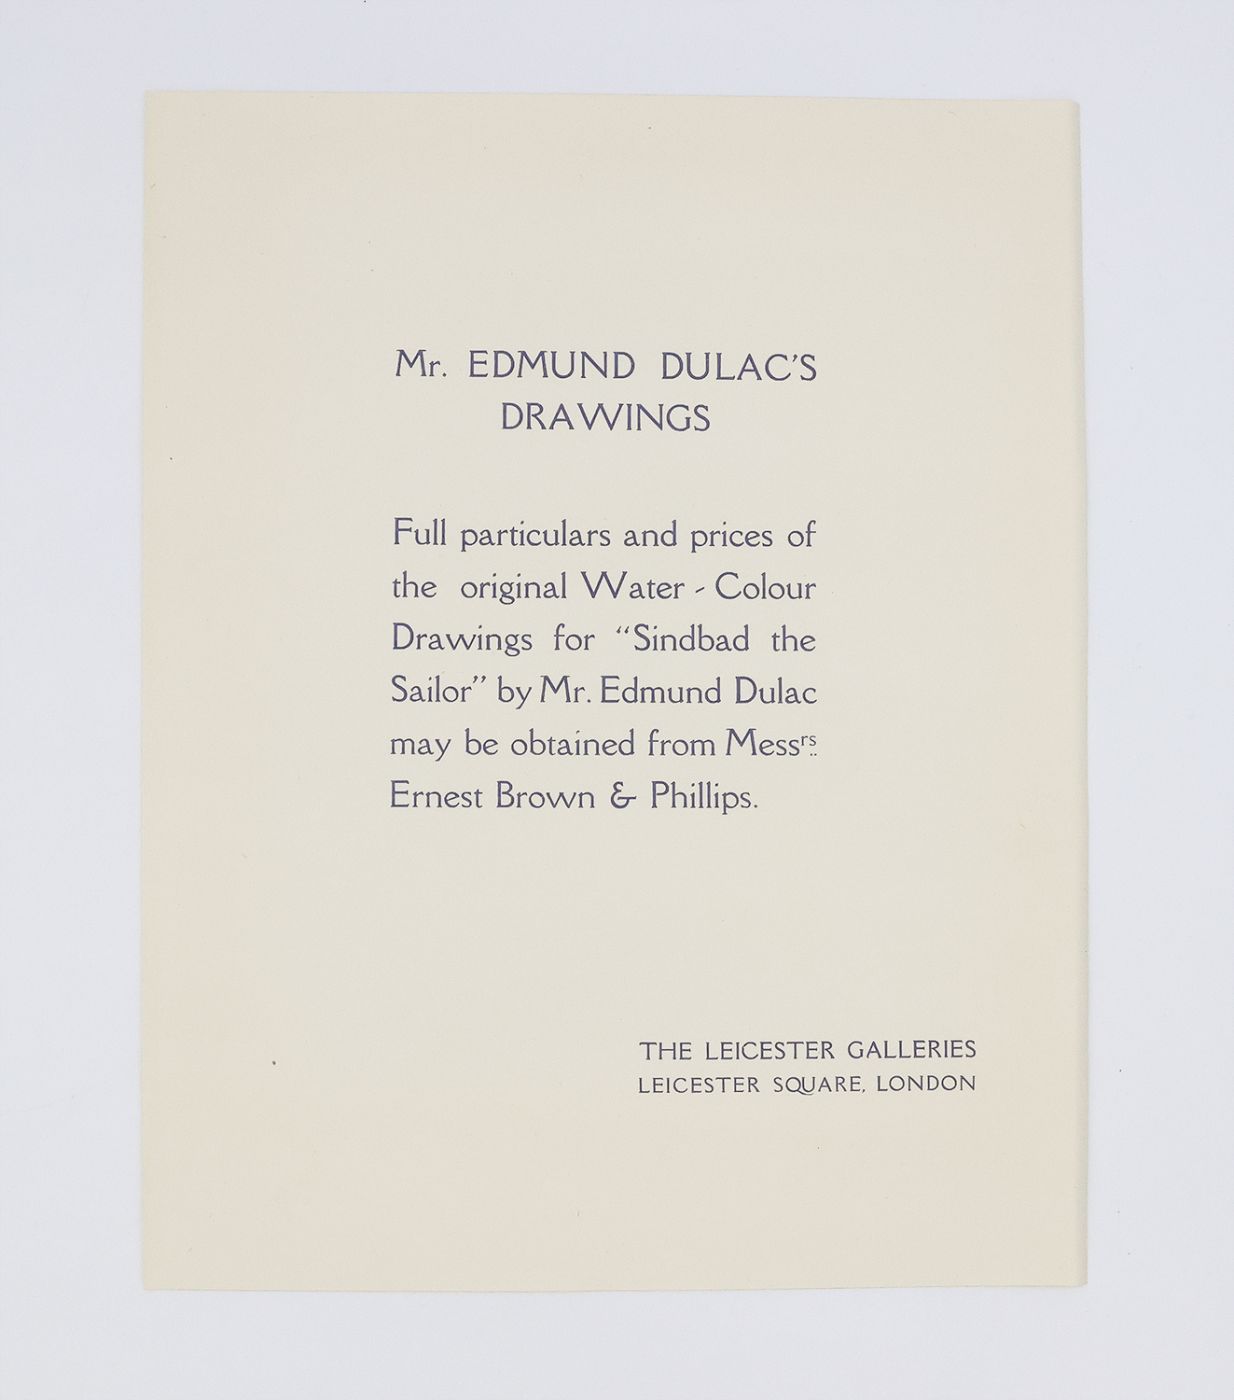 Mr. EDMUND DULAC'S
DRAWINGS
Full particulars and prices of
the original Water-Colour
Drawings for "Sindbad the
Sailor" by Mr. Edmund Dulac
may be obtained from Messrs
Ernest Brown & Phillips.
THE LEICESTER GALLERIES
LEICESTER SQUARE, LONDON